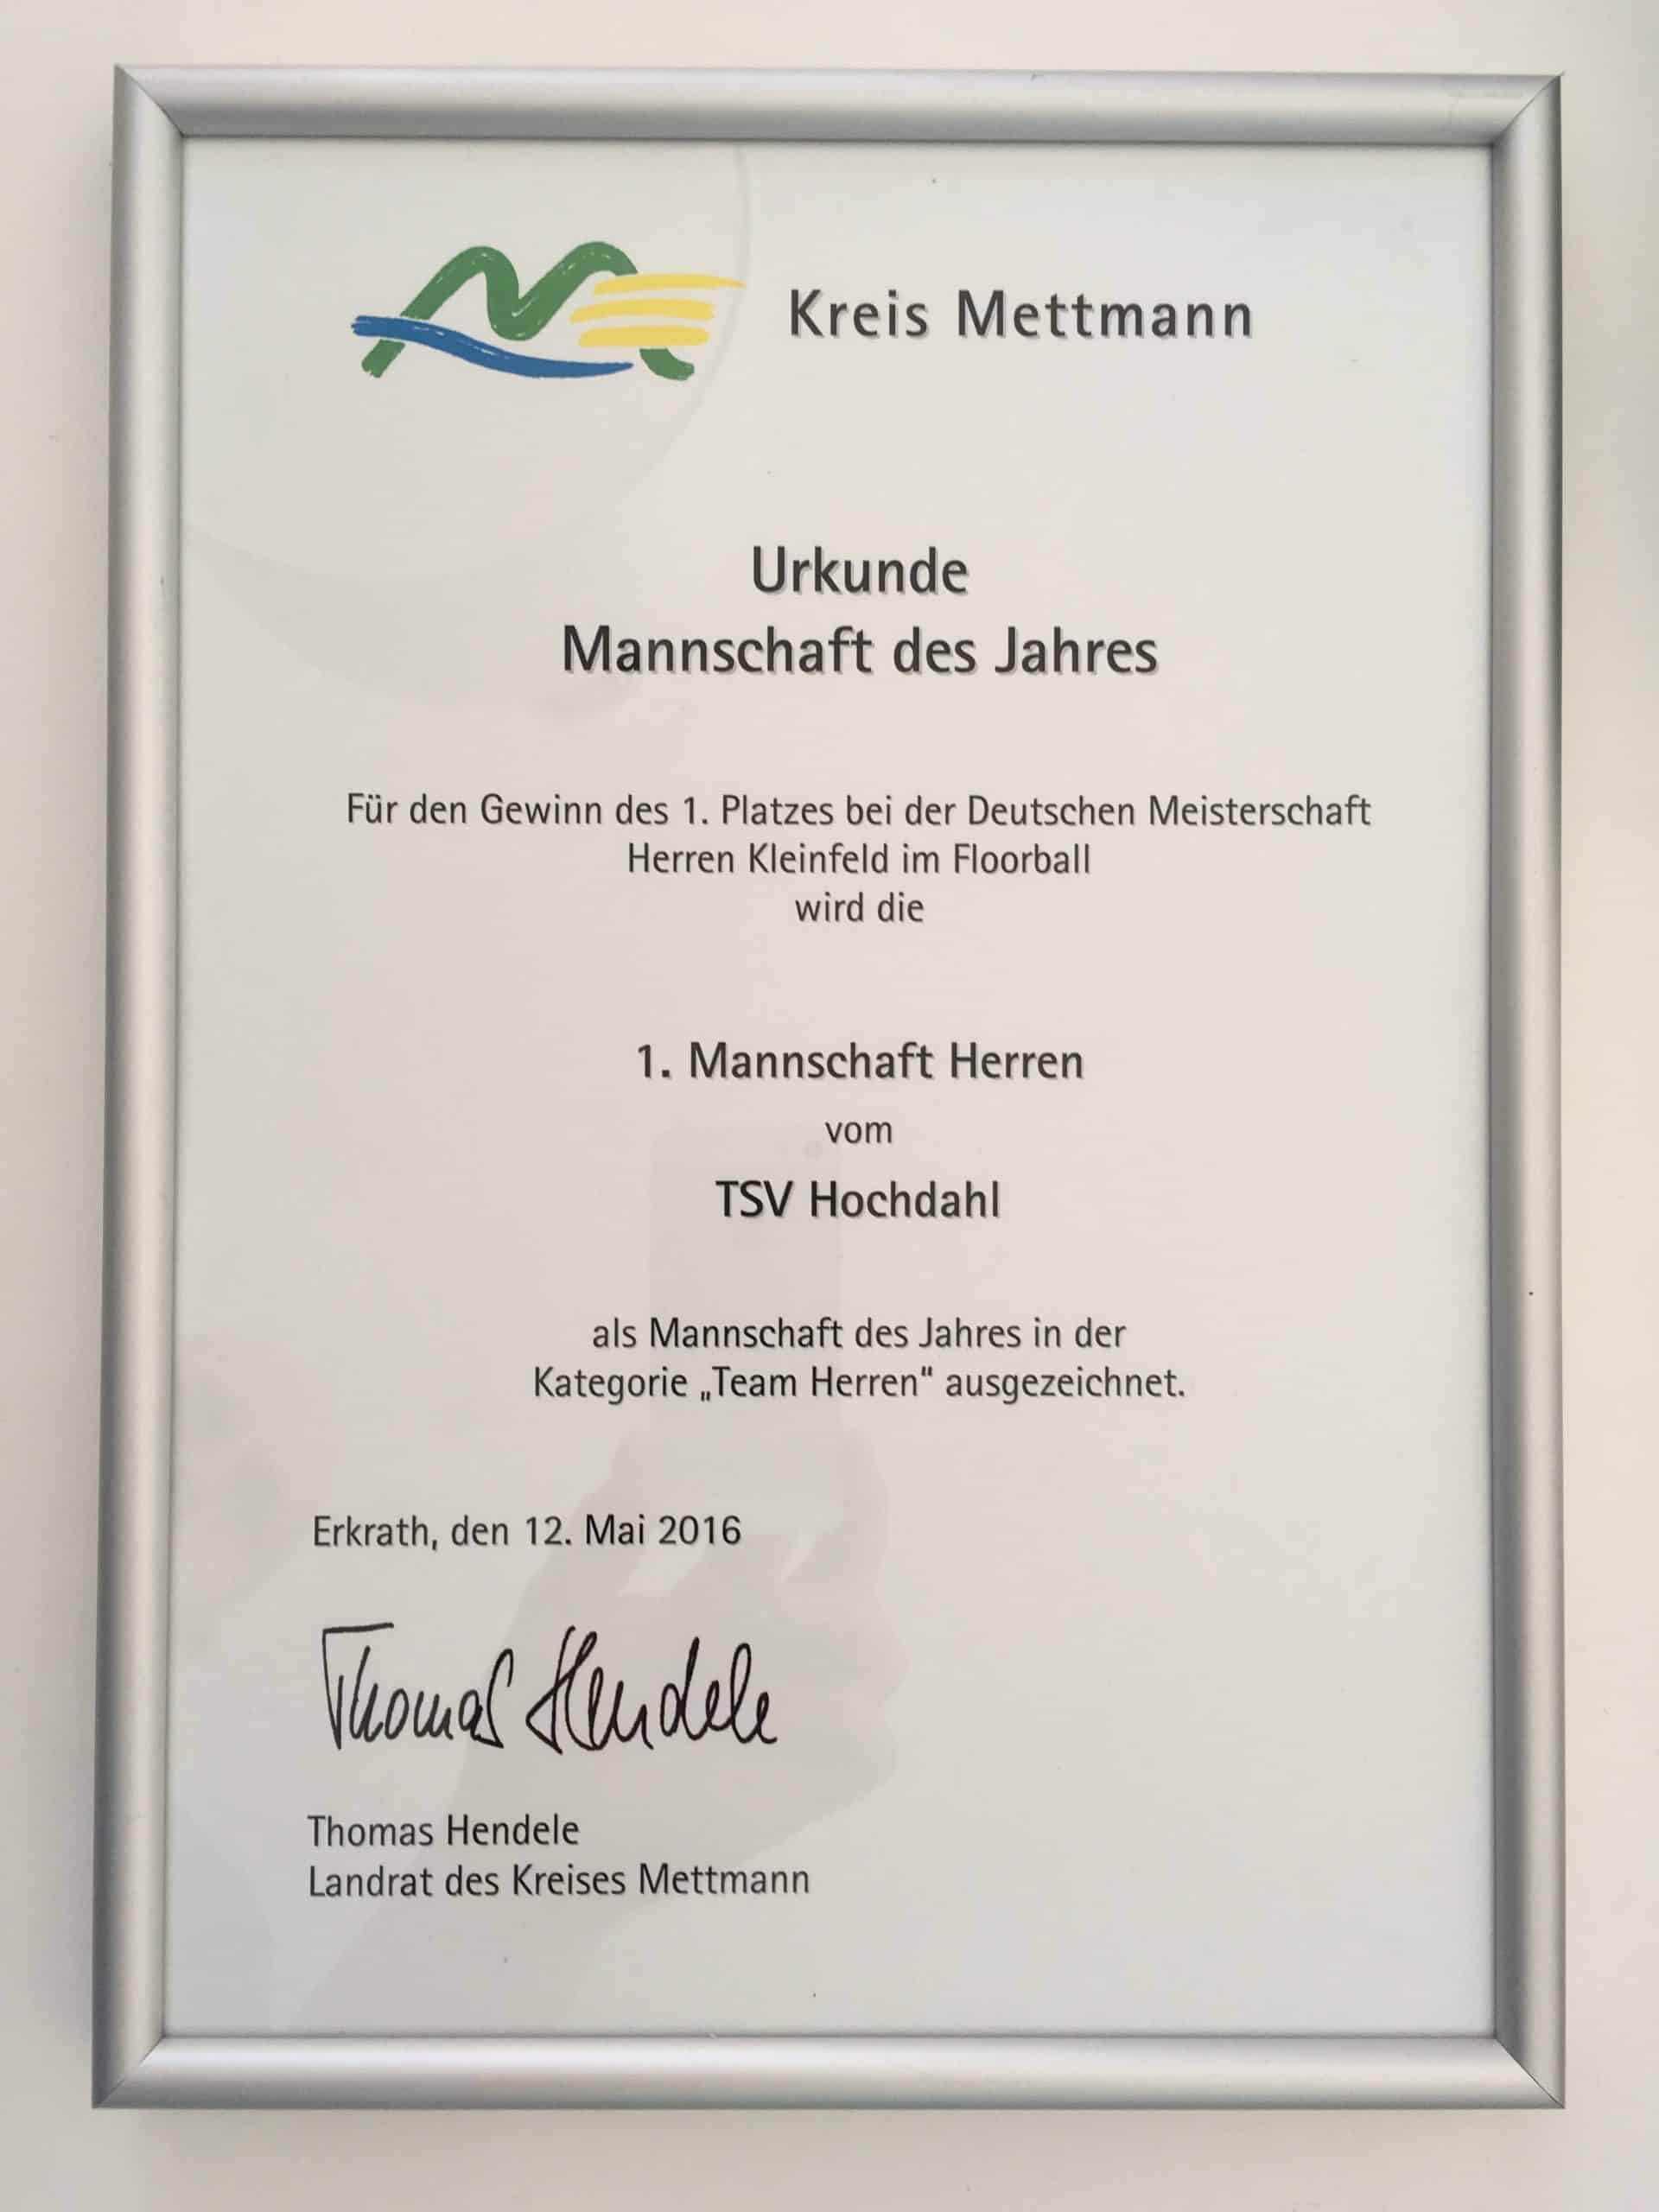 Kreis Mettmann
Urkunde
Mannschaft des Jahres
Für den Gewinn des 1. Platzes bei der Deutschen Meisterschaft
Herren Kleinfeld im Floorball
wird die
1. Mannschaft Herren
vom
TSV Hochdahl
als Mannschaft des Jahres in der
Kategorie „Team Herren“ ausgezeichnet.
Erkrath, den 12. Mai 2016
Thomas Hendele
Thomas Hendele
Landrat des Kreises Mettmann